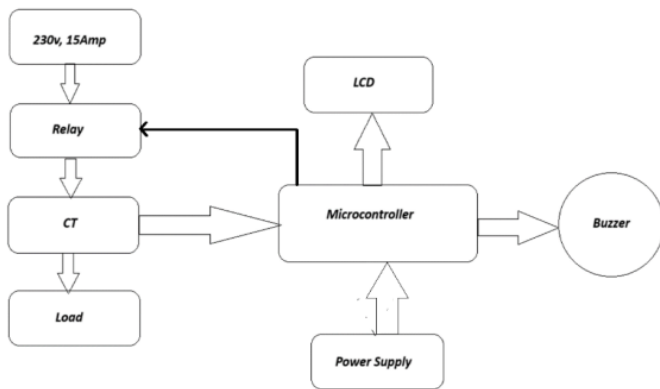 230v, 15Amp
LCD
Relay
Microcontroller
CT
Buzzer
Load
Power Supply